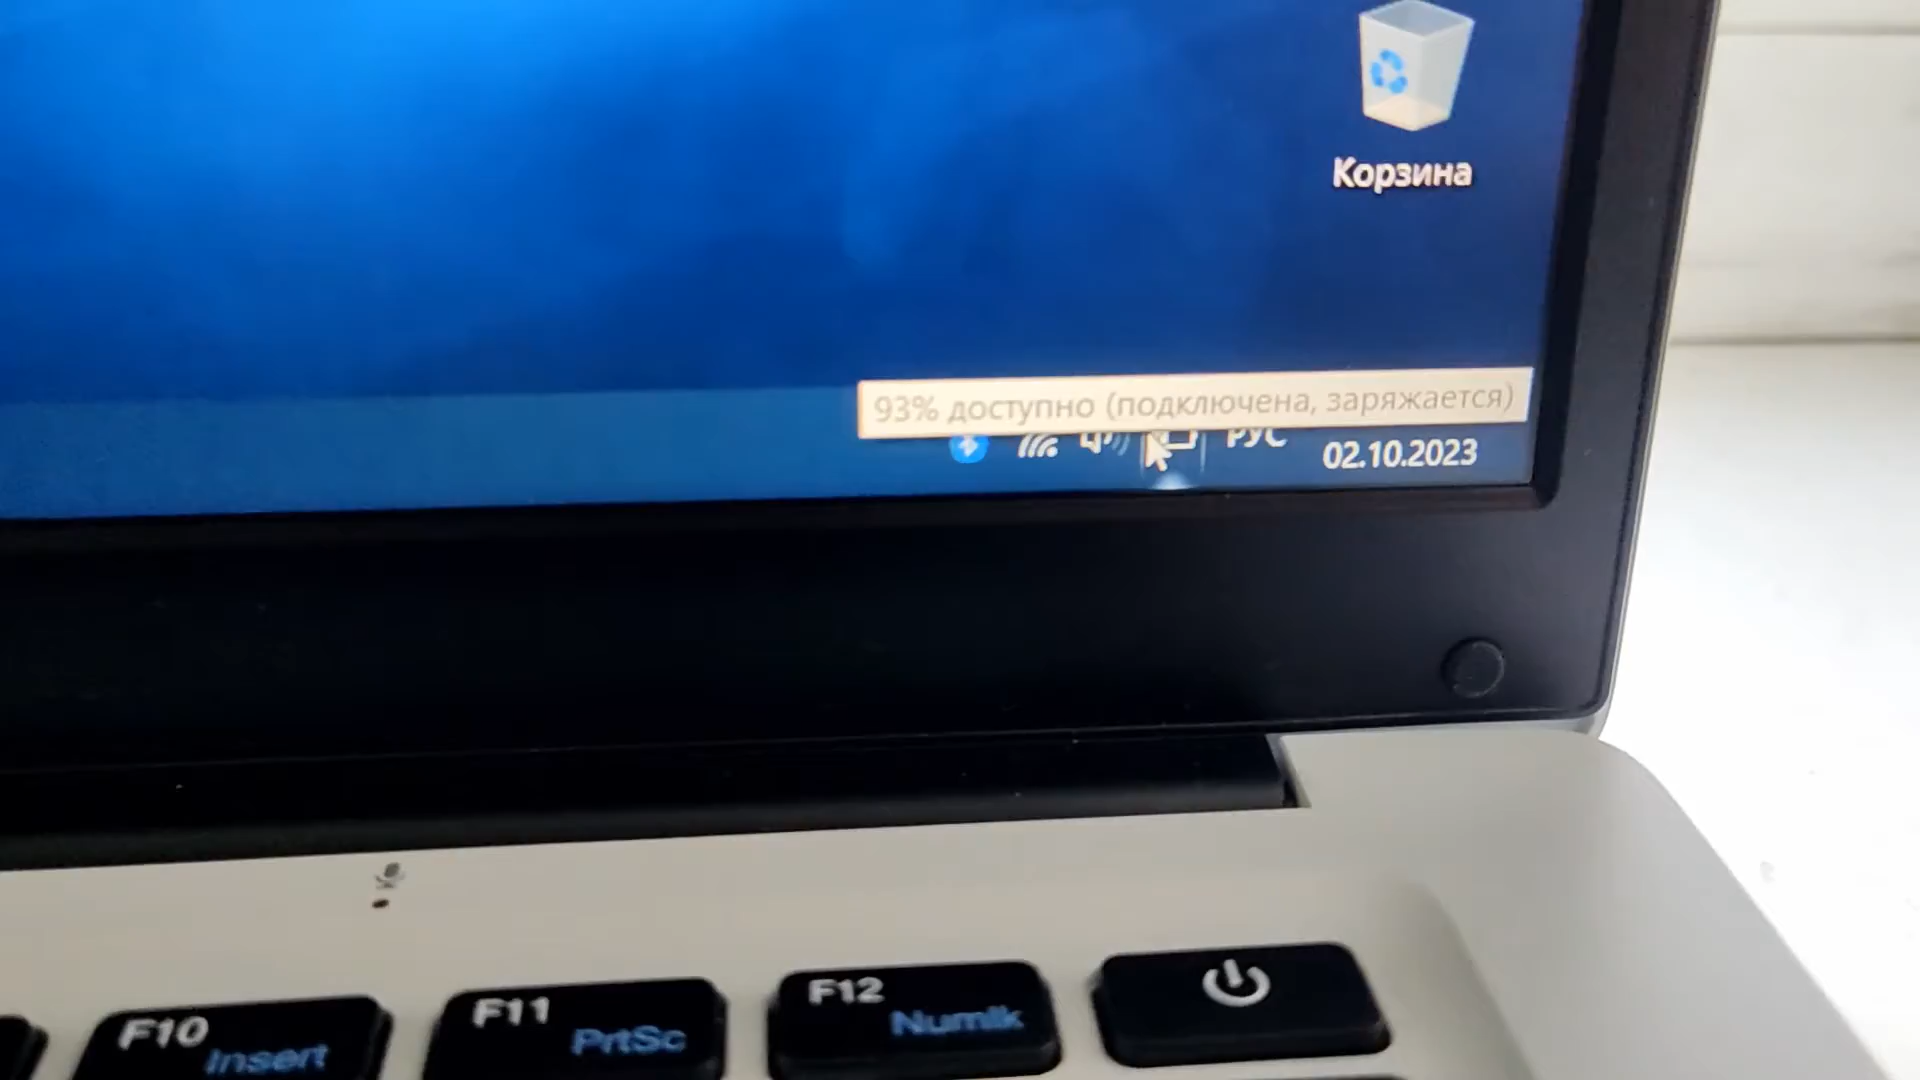 Корзина
93% доступно (подключена, заряжается)
РУС
02.10.2023
F10
Insert
F11
PrtSc
F12
Numlk